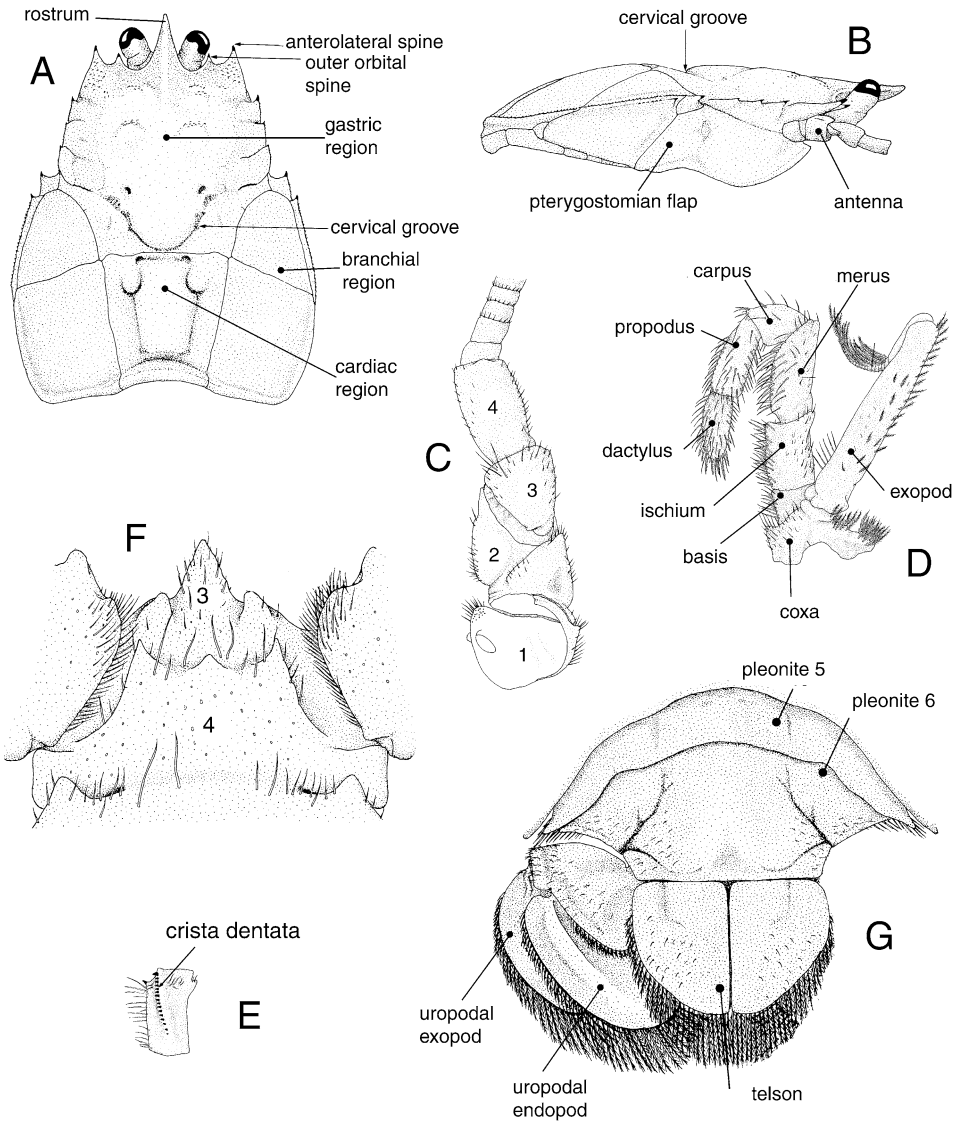 rostrum
A
anterolateral spine
outer orbital
spine
gastric
region
cervical groove
branchial
region
cardiac
region
cervical groove
B
pterygostomian flap
antenna
C
4
3
2
1
carpus
merus
propodus
dactylus
ischium
basis
exopod
coxa
D
F
3
4
crista dentata
E
pleonite 5
pleonite 6
G
uropodal
exopod
uropodal
endopod
telson